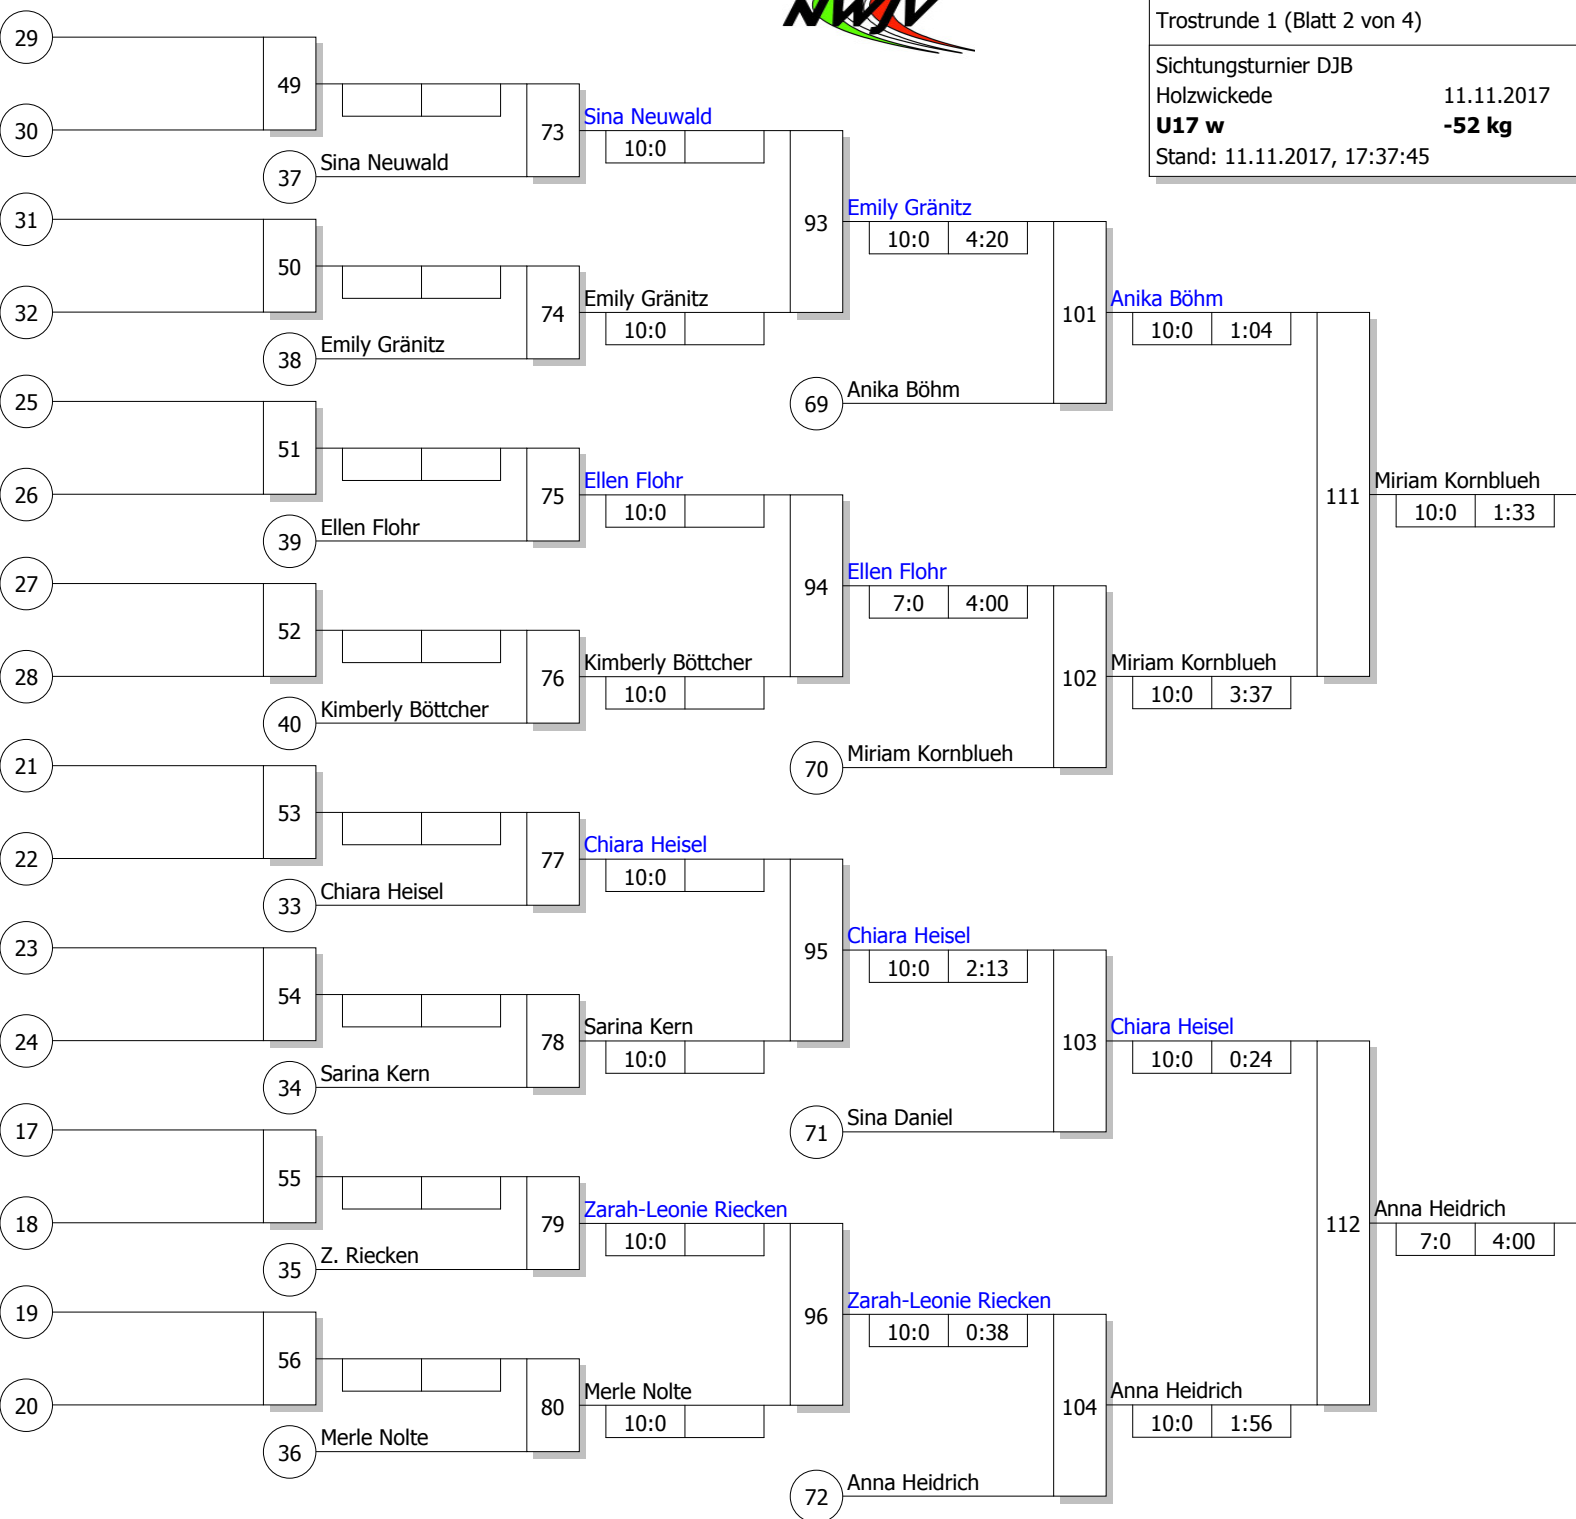 NWJV
Trostrunde 1 (Blatt 2 von 4)
Sichtungsturnier DJB
Holzwickede 11.11.2017
U17 w -52 kg
Stand: 11.11.2017, 17:37:45
29
49
30
73
Sina Neuwald
10:0
37
Sina Neuwald
31
50
32
74
Emily Gränitz
10:0
38
Emily Gränitz
93
Emily Gränitz
10:0 4:20
69
Anika Böhm
101
Anika Böhm
10:0 1:04
25
51
26
75
Ellen Flohr
10:0
39
Ellen Flohr
27
52
28
76
Kimberly Böttcher
10:0
40
Kimberly Böttcher
94
Ellen Flohr
7:0 4:00
70
Miriam Kornblueh
102
Miriam Kornblueh
10:0 3:37
111
Miriam Kornblueh
10:0 1:33
21
53
22
77
Chiara Heisel
10:0
33
Chiara Heisel
23
54
24
78
Sarina Kern
10:0
34
Sarina Kern
95
Chiara Heisel
10:0 2:13
71
Sina Daniel
103
Chiara Heisel
10:0 0:24
17
55
18
79
Zarah-Leonie Riecken
10:0
35
Z. Riecken
19
56
20
80
Merle Nolte
10:0
36
Merle Nolte
96
Zarah-Leonie Riecken
10:0 0:38
72
Anna Heidrich
104
Anna Heidrich
10:0 1:56
112
Anna Heidrich
7:0 4:00